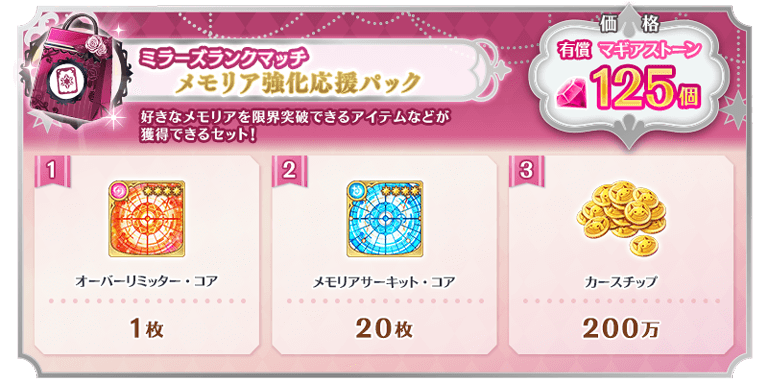 ミラーズランクマッチ
メモリア強化応援パック
好きなメモリアを限界突破できるアイテムなどが
獲得できるセット!
価 格
有償 マギアストーン
125個
1
オーバーリミッター・コア
1枚
2
メモリアサーキット・コア
20枚
3
カースチップ
200万